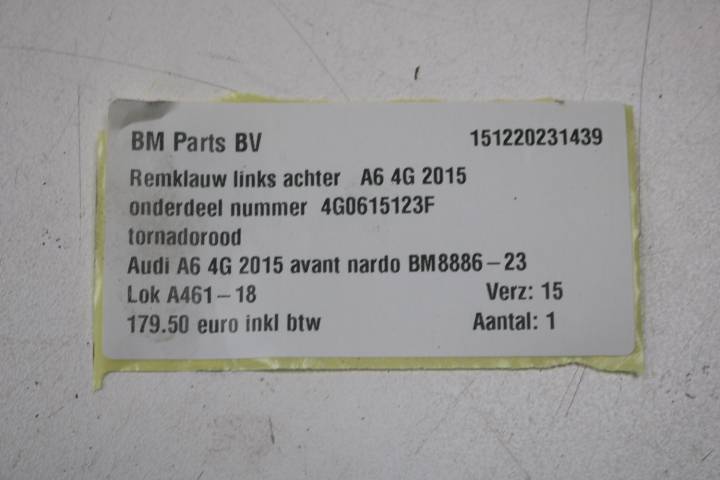 BM Parts BV 151220231439
Remklauw links achter A6 4G 2015
onderdeel nummer 4G0615123F
tornadorood
Audi A6 4G 2015 avant nardo BM8886-23
Lok A461-18 Verz: 15
179.50 euro inkl btw Aantal: 1